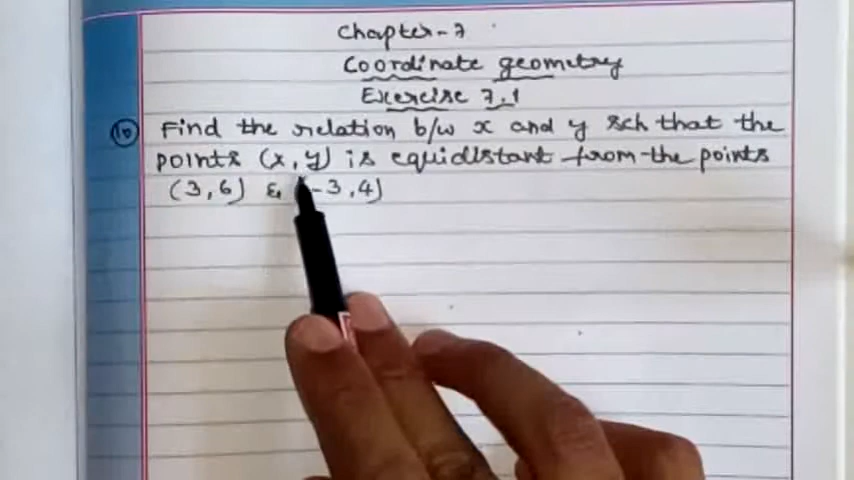 Chapter-7
Coordinate geometry
Exercise 7.1
10 Find the relation b/w x and y sch that the
points (x, y) is equidistant from the points
(3, 6) & (-3, 4)